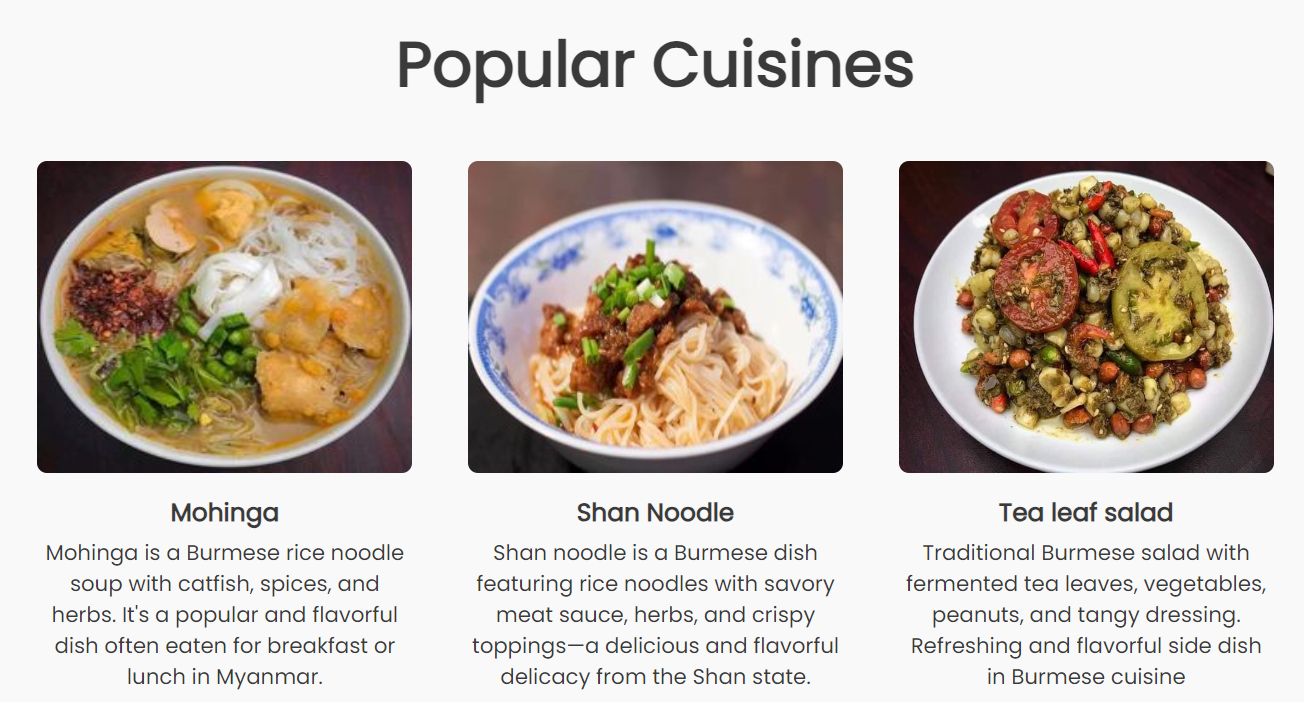 Popular Cuisines
Mohinga
Mohinga is a Burmese rice noodle
soup with catfish, spices, and
herbs. It's a popular and flavorful
dish often eaten for breakfast or
lunch in Myanmar.
Shan Noodle
Shan noodle is a Burmese dish
featuring rice noodles with savory
meat sauce, herbs, and crispy
toppings—a delicious and flavorful
delicacy from the Shan state.
Tea leaf salad
Traditional Burmese salad with
fermented tea leaves, vegetables,
peanuts, and tangy dressing.
Refreshing and flavorful side dish
in Burmese cuisine